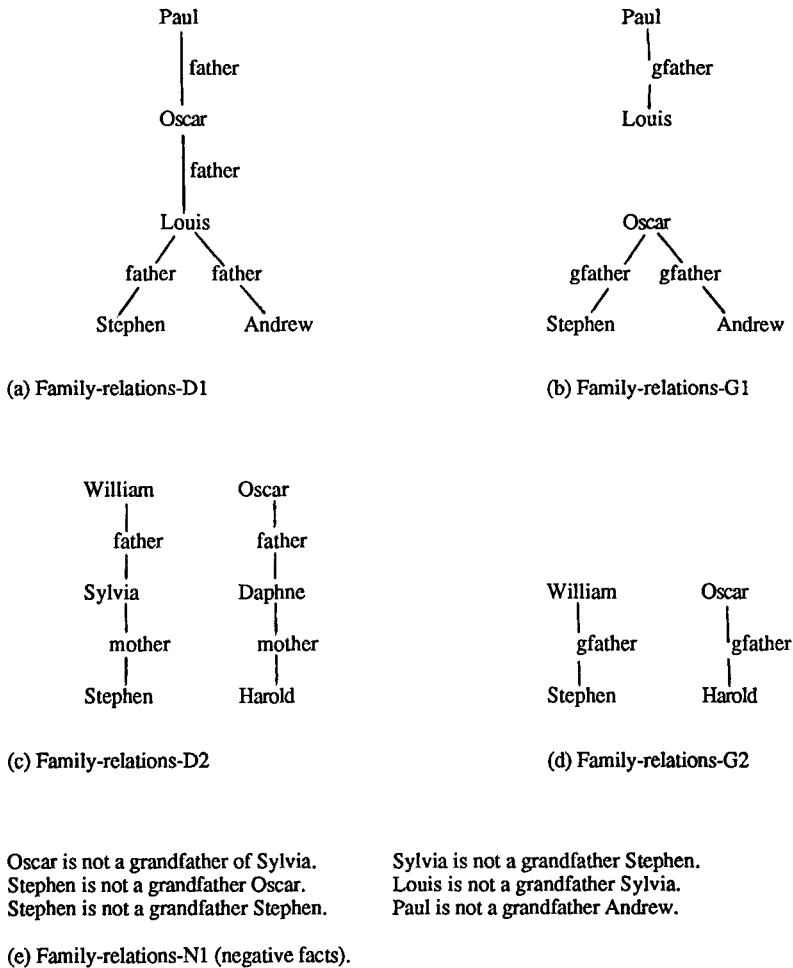 Paul
father
Oscar
father
Louis
father father
Stephen Andrew
(a) Family-relations-D1
Paul
gfather
Louis
Oscar
gfather gfather
Stephen Andrew
(b) Family-relations-G1
William Oscar
father father
Sylvia Daphne
mother mother
Stephen Harold
(c) Family-relations-D2
William Oscar
gfather gfather
Stephen Harold
(d) Family-relations-G2
Oscar is not a grandfather of Sylvia.
Stephen is not a grandfather Oscar.
Stephen is not a grandfather Stephen.
Sylvia is not a grandfather Stephen.
Louis is not a grandfather Sylvia.
Paul is not a grandfather Andrew.
(e) Family-relations-N1 (negative facts).